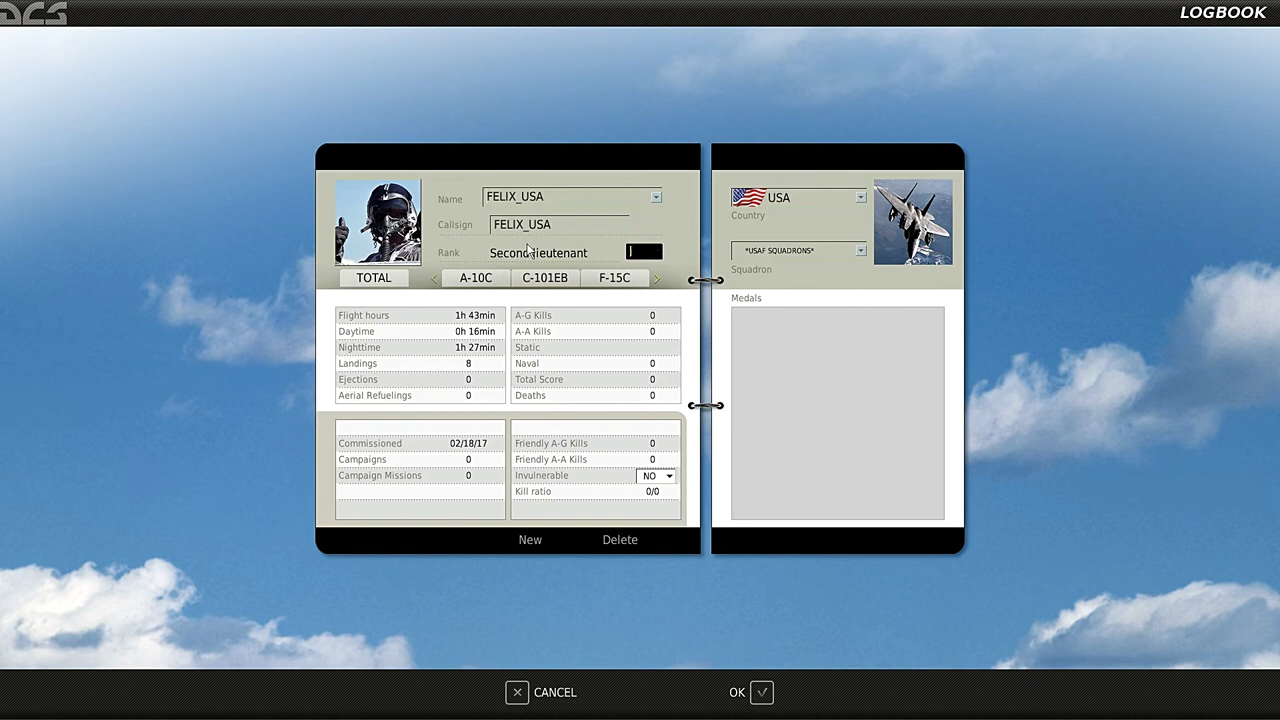 DCS
LOGBOOK
Name FELIX_USA
Callsign FELIX_USA
Rank Second lieutenant
TOTAL A-10C C-101EB F-15C
Flight hours 1h 43min
Daytime 0h 16min
Nighttime 1h 27min
Landings 8
Ejections 0
Aerial Refuelings 0
A-G Kills 0
A-A Kills 0
Static
Naval 0
Total Score 0
Deaths 0
Commissioned 02/18/17
Campaigns 0
Campaign Missions 0
Friendly A-G Kills 0
Friendly A-A Kills 0
Invulnerable NO
Kill ratio 0/0
New Delete
USA
Country
*USAF SQUADRONS*
Squadron
Medals
CANCEL OK